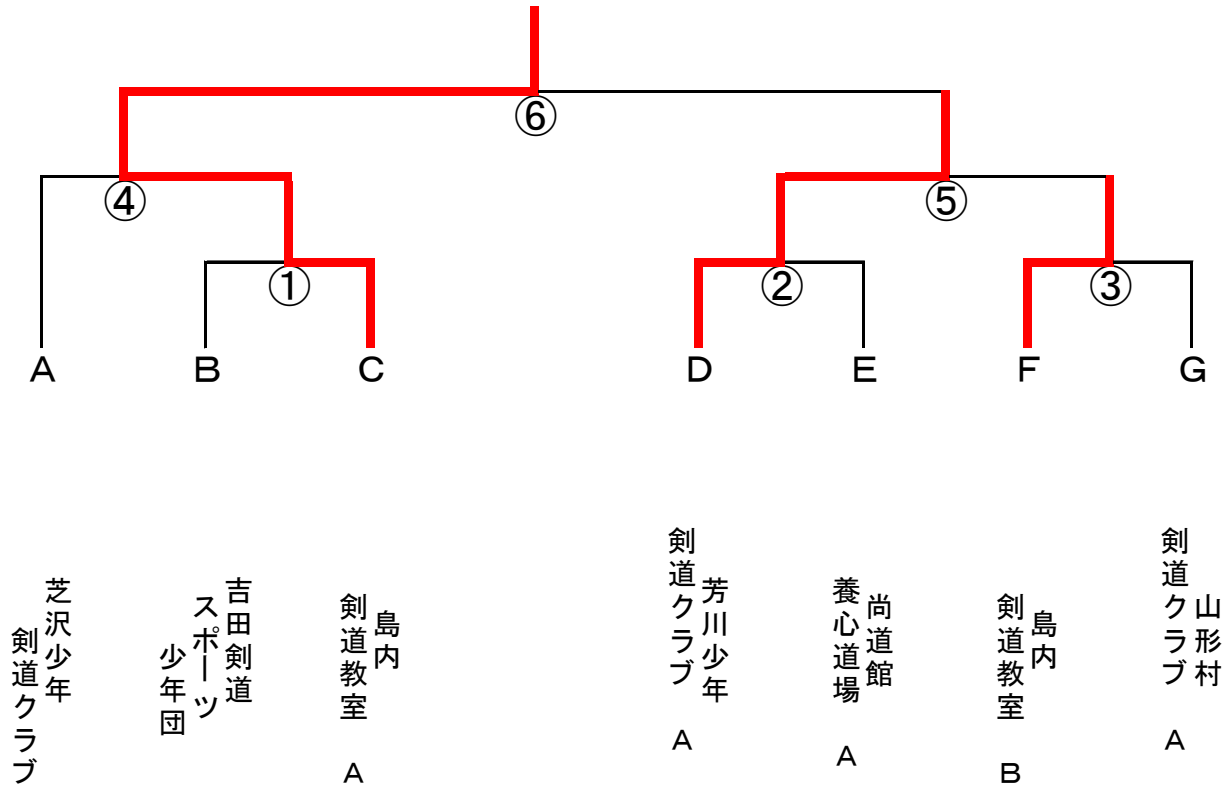 ⑥
④
⑤
①
②
③
A
B
C
D
E
F
G
芝沢少年
剣道クラブ
吉田剣道
スポーツ
少年団
島内
剣道教室 A
芳川少年
剣道クラブ A
尚道館
養心道場 A
島内
剣道教室 B
山形村
剣道クラブ A